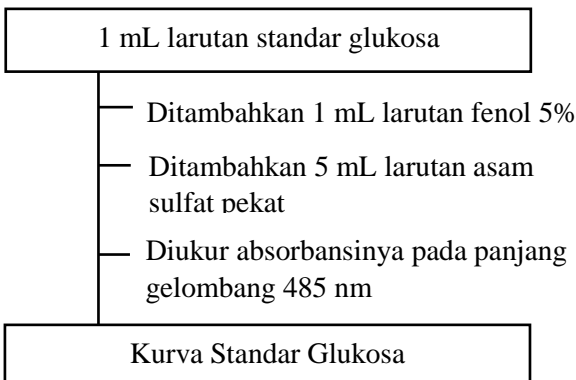 1 mL larutan standar glukosa
Ditambahkan 1 mL larutan fenol 5%
Ditambahkan 5 mL larutan asam
sulfat pekat
Diukur absorbansinya pada panjang
gelombang 485 nm
Kurva Standar Glukosa